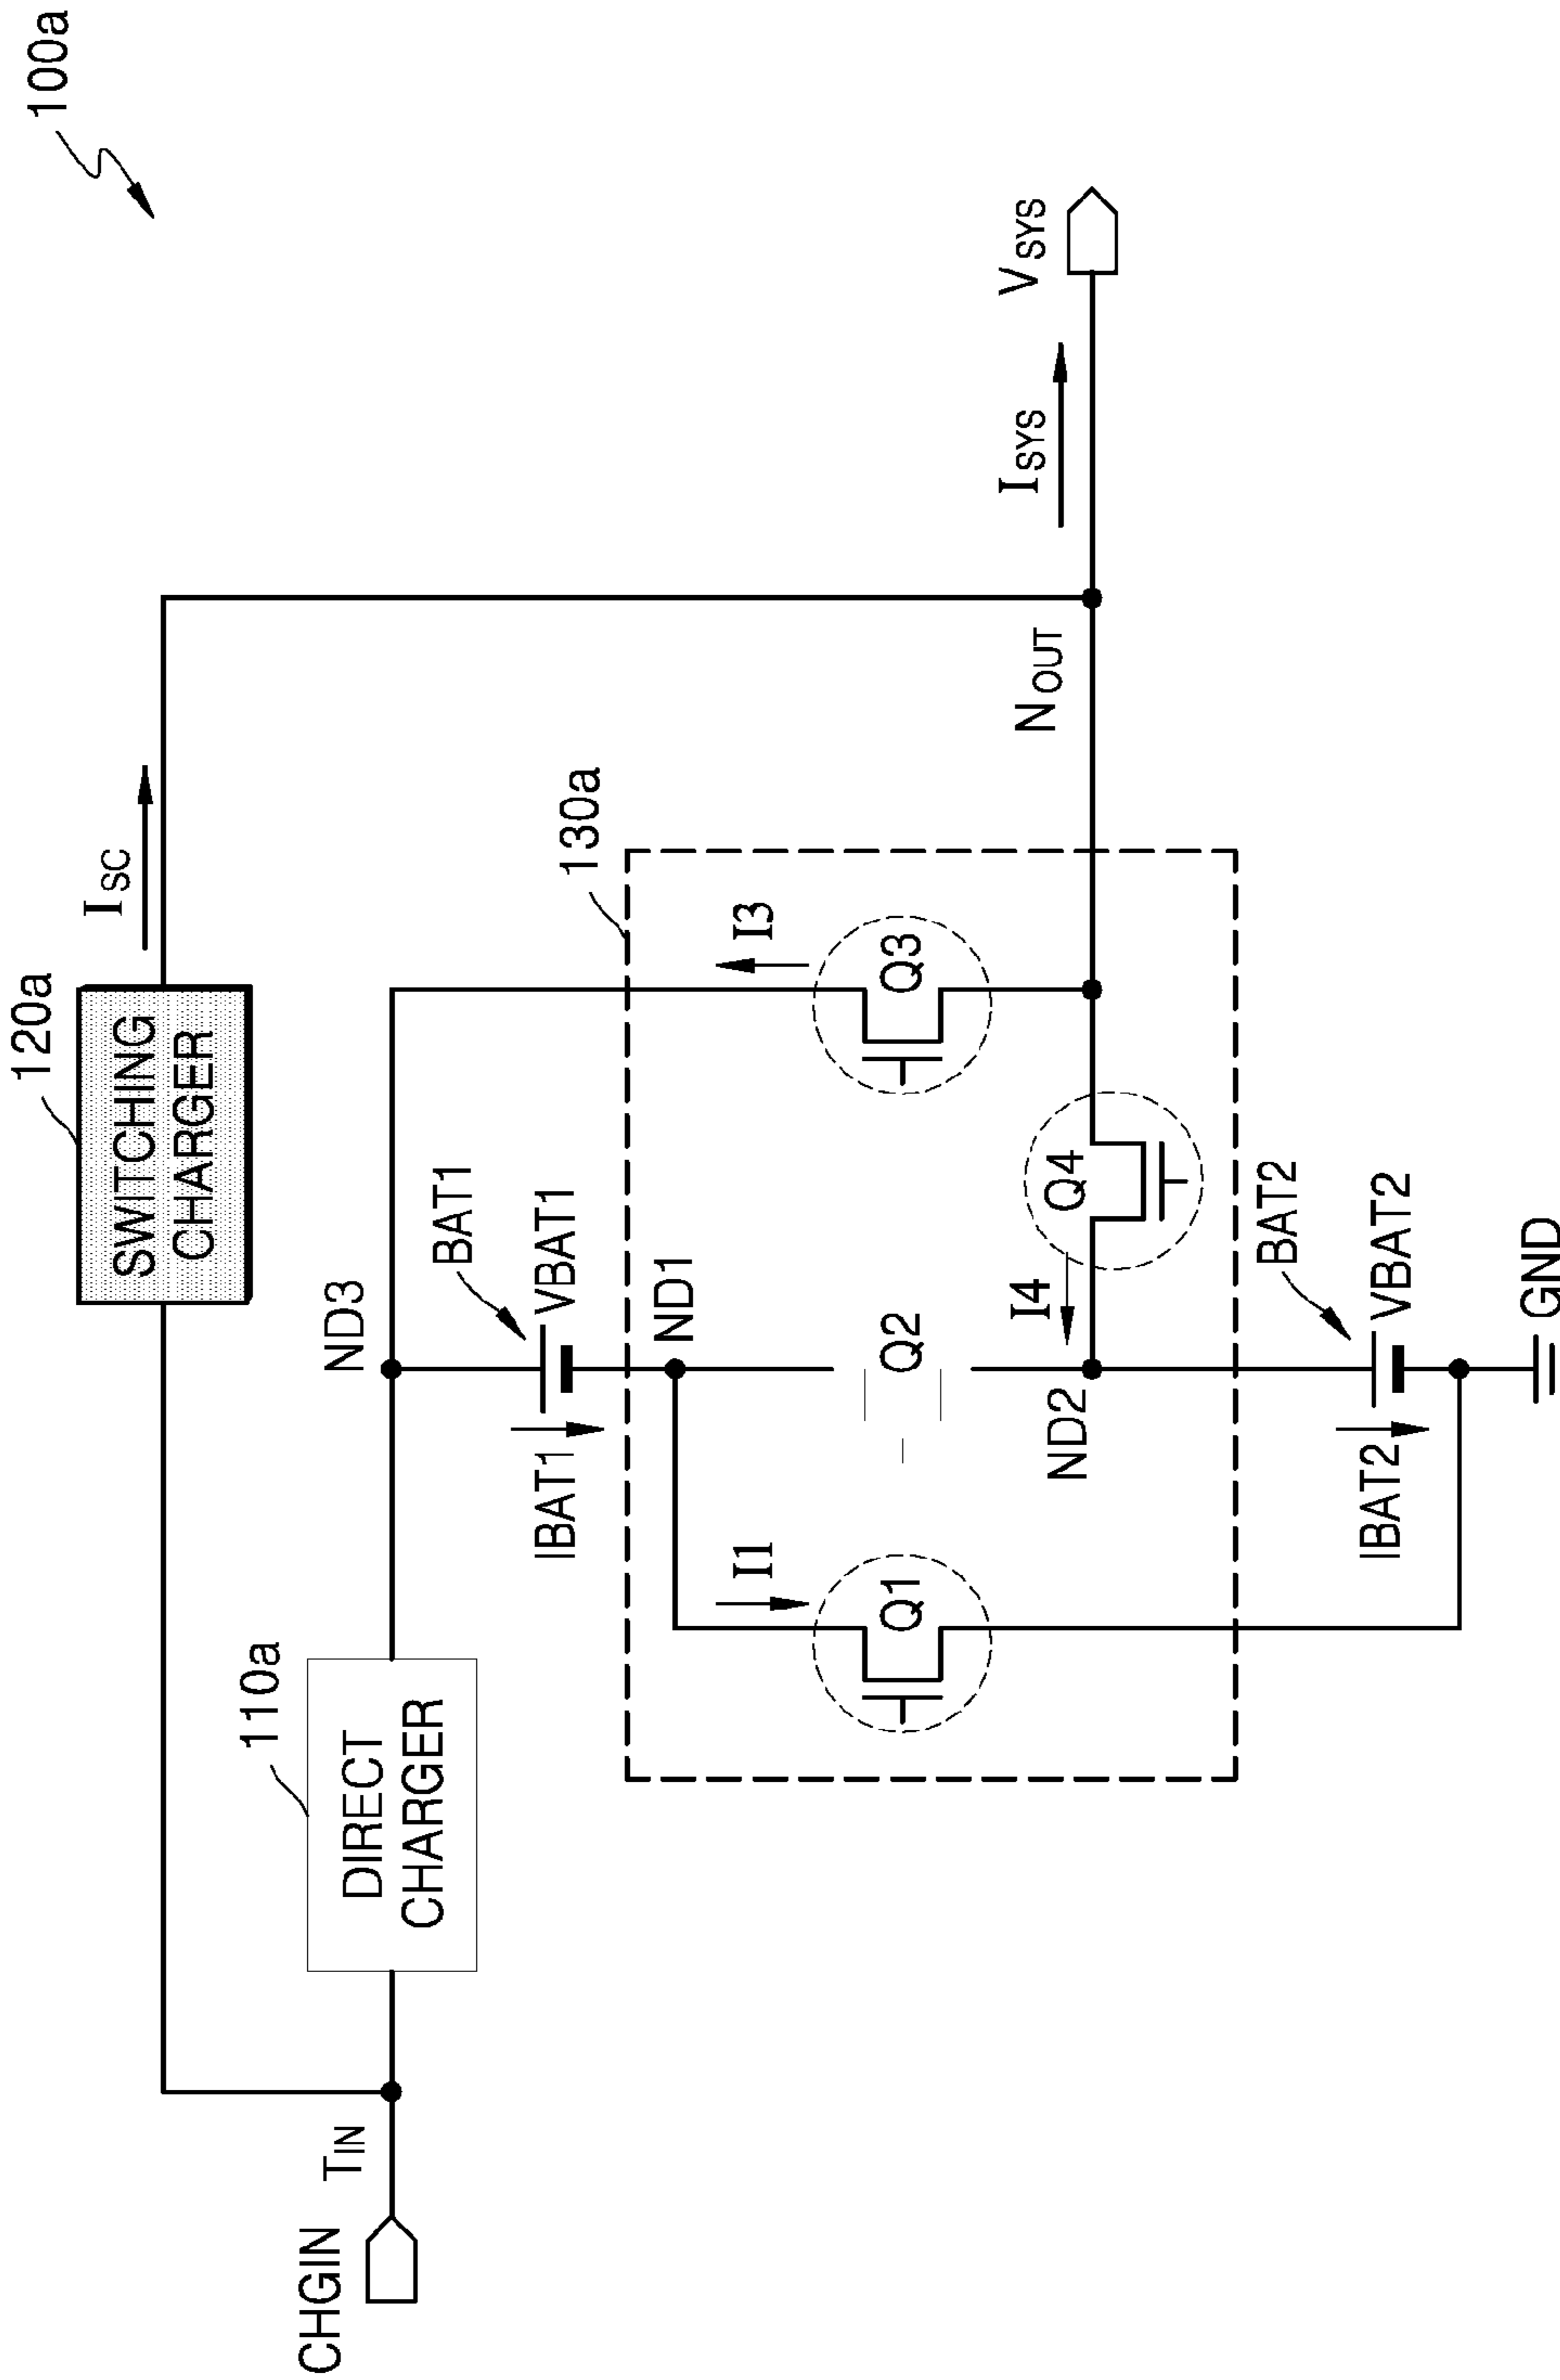 100a
120a
SWITCHING
CHARGER
ISC
110a
DIRECT
CHARGER
ND3
CHGIN
TIN
BAT1
VBAT1
IBAT1
130a
ND1
I1
I3
Q1
Q2
Q3
Q4
I4
ND2
NOUT
ISYS
VSYS
BAT2
VBAT2
IBAT2
GND